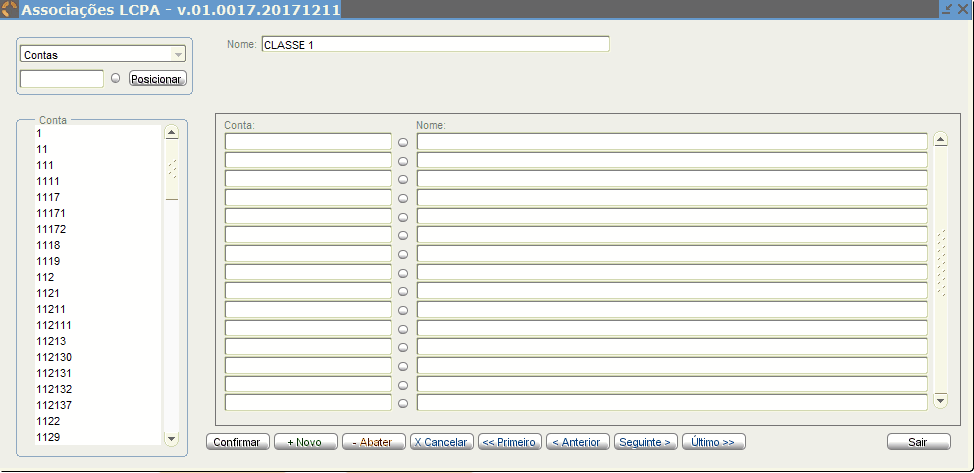 Associações LCPA - v.01.0017.20171211
Contas
Posicionar
Nome: CLASSE 1
Conta
1
11
111
1111
1117
11171
11172
1118
1119
112
1121
11211
112111
11213
112130
112131
112132
112137
1122
1129
Conta: Nome:
Confirmar + Novo - Abater X Cancelar << Primeiro < Anterior Seguinte > Último >> Sair